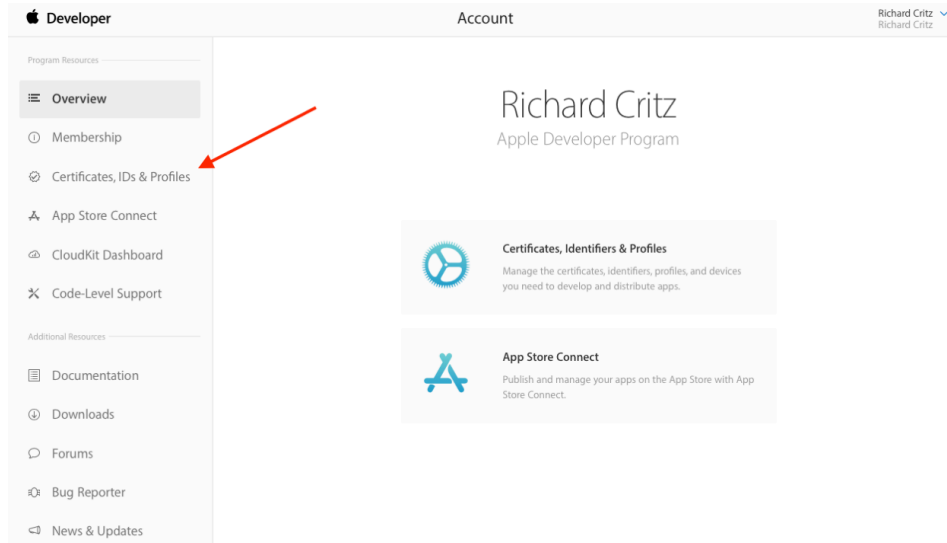 Developer
Account
Richard Critz
Richard Critz
Program Resources
Overview
Membership
Certificates, IDs & Profiles
App Store Connect
CloudKit Dashboard
Code-Level Support
Additional Resources
Documentation
Downloads
Forums
Bug Reporter
News & Updates
Richard Critz
Apple Developer Program
Certificates, Identifiers & Profiles
Manage the certificates, identifiers, profiles, and devices
you need to develop and distribute apps.
App Store Connect
Publish and manage your apps on the App Store with App
Store Connect.